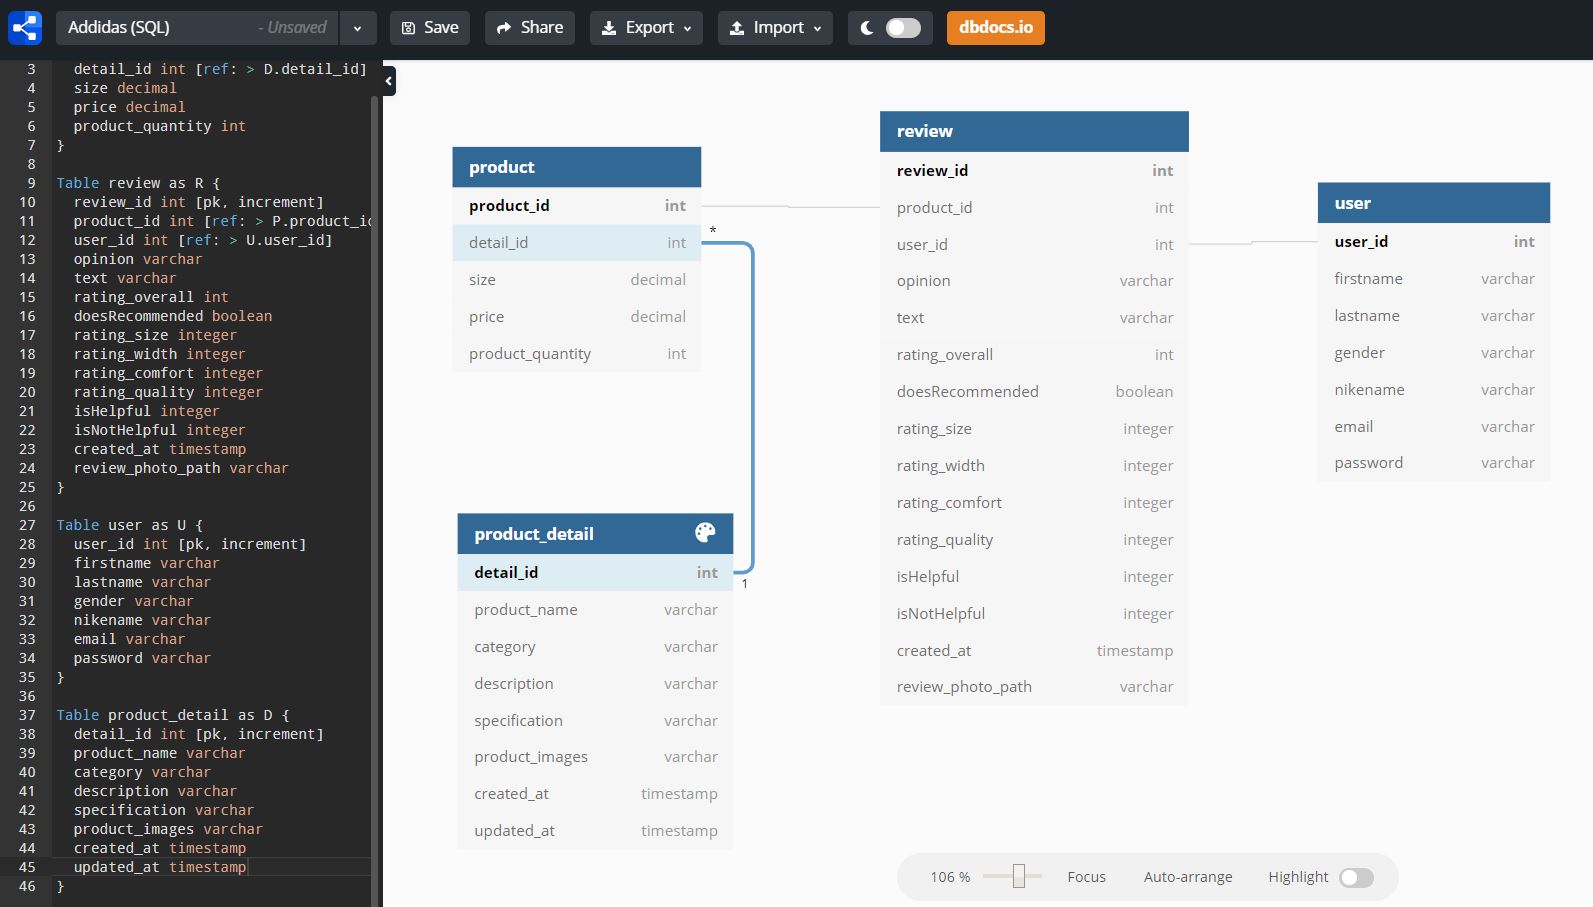 Addidas (SQL) - Unsaved Save Share Export Import dbdocs.io
3 detail_id int [ref: > D.detail_id]
4 size decimal
5 price decimal
6 product_quantity int
7 }
8
9 Table review as R {
10 review_id int [pk, increment]
11 product_id int [ref: > P.product_id
12 user_id int [ref: > U.user_id]
13 opinion varchar
14 text varchar
15 rating_overall int
16 doesRecommended boolean
17 rating_size integer
18 rating_width integer
19 rating_comfort integer
20 rating_quality integer
21 isHelpful integer
22 isNotHelpful integer
23 created_at timestamp
24 review_photo_path varchar
25 }
26
27 Table user as U {
28 user_id int [pk, increment]
29 firstname varchar
30 lastname varchar
31 gender varchar
32 nikename varchar
33 email varchar
34 password varchar
35 }
36
37 Table product_detail as D {
38 detail_id int [pk, increment]
39 product_name varchar
40 category varchar
41 description varchar
42 specification varchar
43 product_images varchar
44 created_at timestamp
45 updated_at timestamp
46 }
product
product_id int
detail_id int
size decimal
price decimal
product_quantity int
*
1
product_detail
detail_id int
product_name varchar
category varchar
description varchar
specification varchar
product_images varchar
created_at timestamp
updated_at timestamp
review
review_id int
product_id int
user_id int
opinion varchar
text varchar
rating_overall int
doesRecommended boolean
rating_size integer
rating_width integer
rating_comfort integer
rating_quality integer
isHelpful integer
isNotHelpful integer
created_at timestamp
review_photo_path varchar
user
user_id int
firstname varchar
lastname varchar
gender varchar
nikename varchar
email varchar
password varchar
106 % Focus Auto-arrange Highlight